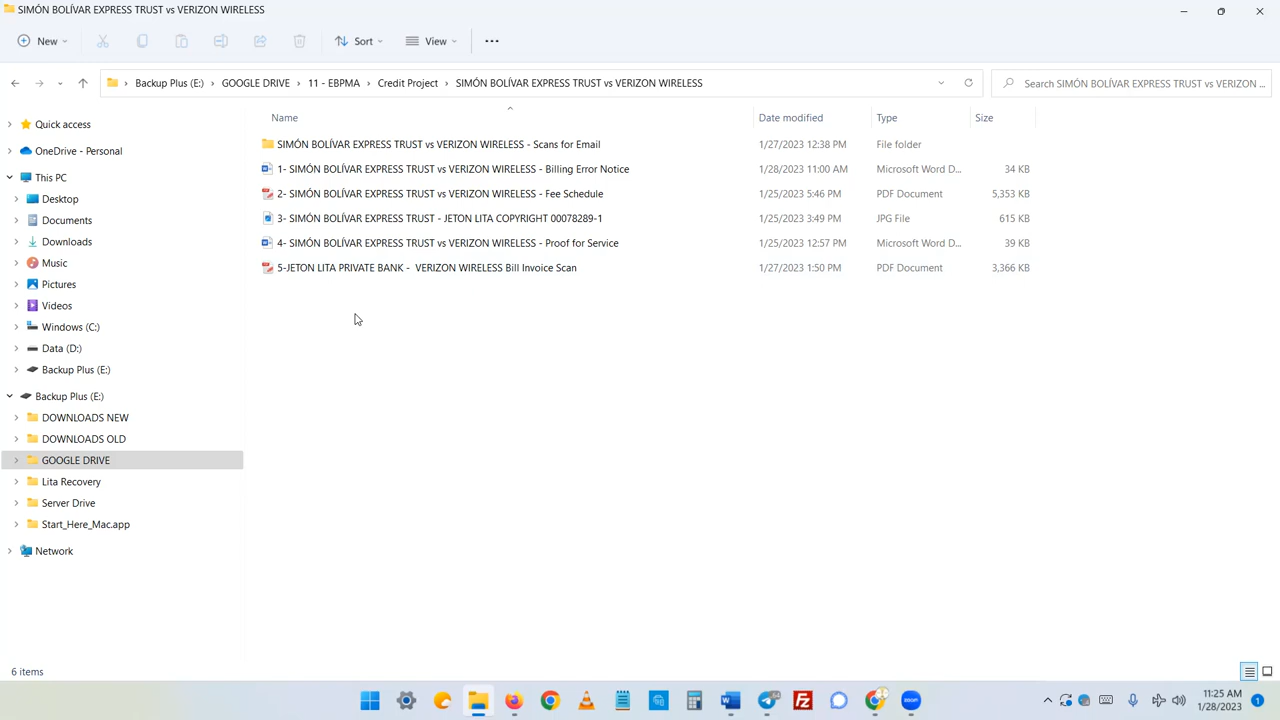 SIMÓN BOLÍVAR EXPRESS TRUST vs VERIZON WIRELESS
New Sort View
Backup Plus (E:) › GOOGLE DRIVE › 11 - EBPMA › Credit Project › SIMÓN BOLÍVAR EXPRESS TRUST vs VERIZON WIRELESS Search SIMÓN BOLÍVAR EXPRESS TRUST vs VERIZON ...
Name Date modified Type Size
SIMÓN BOLÍVAR EXPRESS TRUST vs VERIZON WIRELESS - Scans for Email 1/27/2023 12:38 PM File folder
1- SIMÓN BOLÍVAR EXPRESS TRUST vs VERIZON WIRELESS - Billing Error Notice 1/28/2023 11:00 AM Microsoft Word D... 34 KB
2- SIMÓN BOLÍVAR EXPRESS TRUST vs VERIZON WIRELESS - Fee Schedule 1/25/2023 5:46 PM PDF Document 5,353 KB
3- SIMÓN BOLÍVAR EXPRESS TRUST - JETON LITA COPYRIGHT 00078289-1 1/25/2023 3:49 PM JPG File 615 KB
4- SIMÓN BOLÍVAR EXPRESS TRUST vs VERIZON WIRELESS - Proof for Service 1/25/2023 12:57 PM Microsoft Word D... 39 KB
5-JETON LITA PRIVATE BANK - VERIZON WIRELESS Bill Invoice Scan 1/27/2023 1:50 PM PDF Document 3,366 KB
Quick access
OneDrive - Personal
This PC
Desktop
Documents
Downloads
Music
Pictures
Videos
Windows (C:)
Data (D:)
Backup Plus (E:)
Backup Plus (E:)
DOWNLOADS NEW
DOWNLOADS OLD
GOOGLE DRIVE
Lita Recovery
Server Drive
Start_Here_Mac.app
Network
6 items
11:25 AM
1/28/2023
1